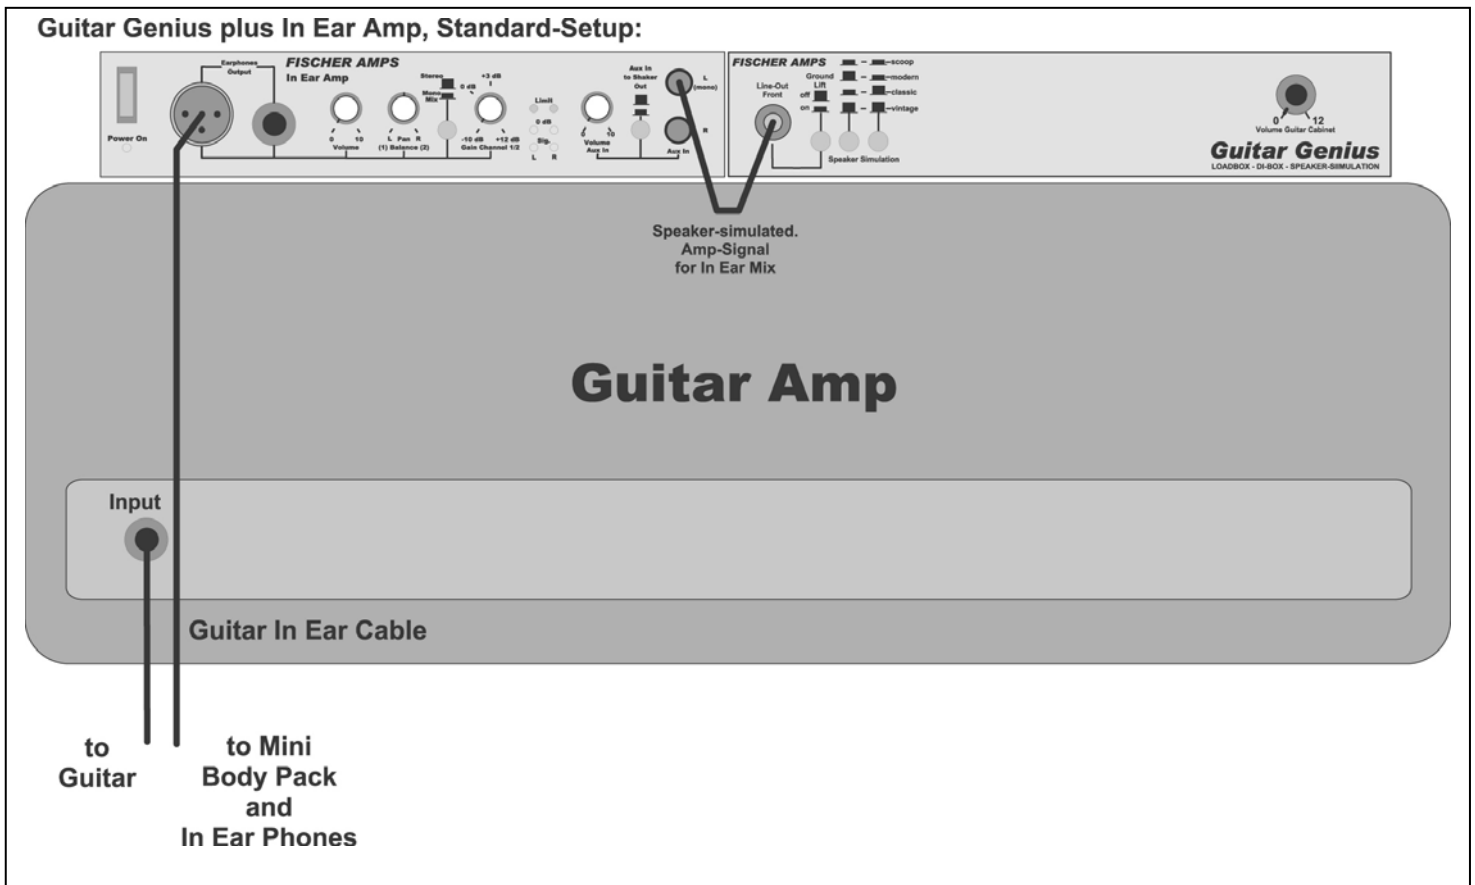 Guitar Genius plus In Ear Amp, Standard-Setup:
Earphones
Output
FISCHER AMPS
In Ear Amp
Power On
0 10
Volume
L Pan R
(1) Balance (2)
Stereo
Mono
Mix
+3 dB
0 dB
-10 dB +12 dB
Gain Channel 1/2
Limit
0 dB
Sig.
L R
0 10
Volume
Aux In
Aux In
to Shaker
Out
L
(mono)
R
Aux In
FISCHER AMPS
Line-Out
Front
Ground
Lift
off
on
scoop
modern
classic
vintage
Speaker Simulation
0 12
Volume Guitar Cabinet
Guitar Genius
LOADBOX - DI-BOX - SPEAKER-SIIMULATION
Speaker-simulated.
Amp-Signal
for In Ear Mix
Guitar Amp
Input
Guitar In Ear Cable
to
Guitar
to Mini
Body Pack
and
In Ear Phones